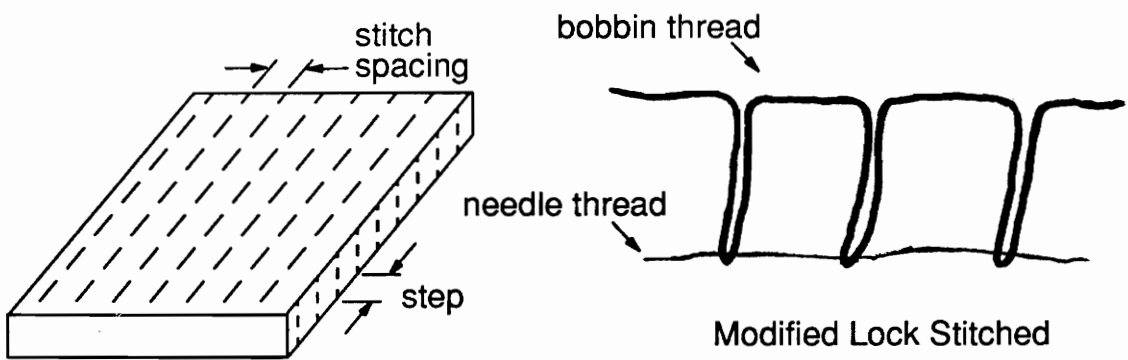 stitch
spacing
step
bobbin thread
needle thread
Modified Lock Stitched